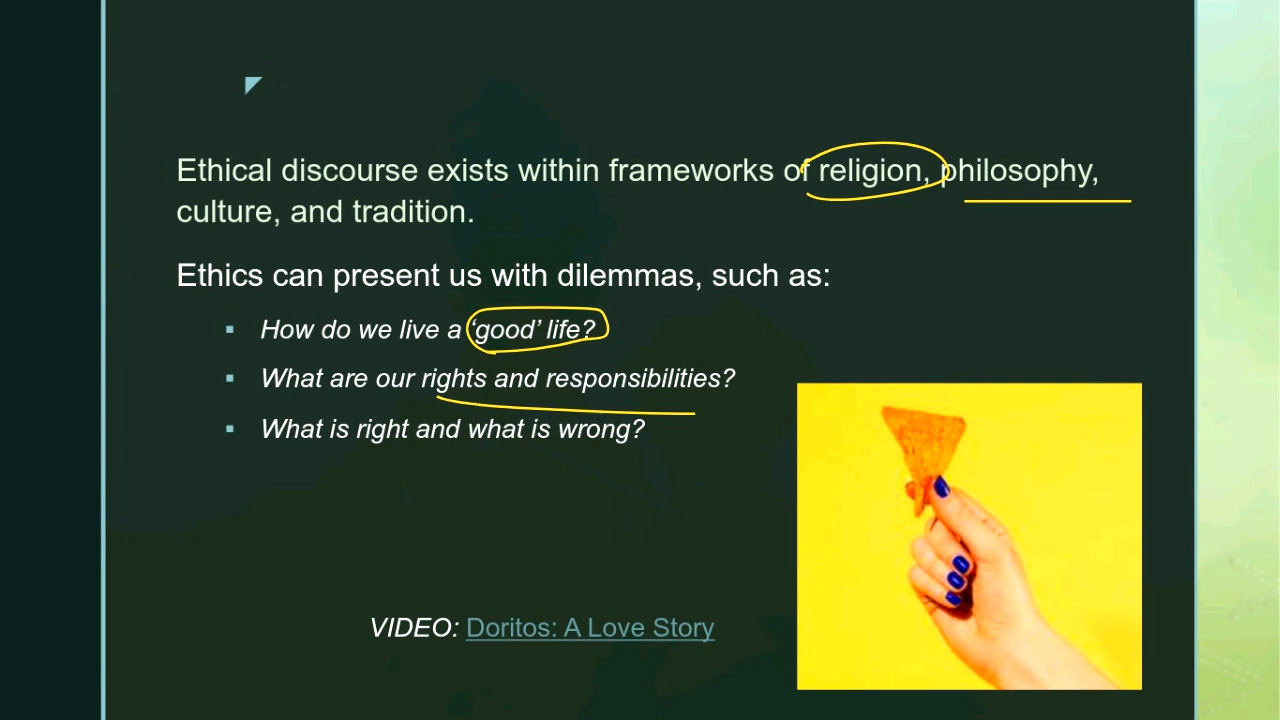 Ethical discourse exists within frameworks of religion, philosophy,
culture, and tradition.
Ethics can present us with dilemmas, such as:
▪ How do we live a ‘good’ life?
▪ What are our rights and responsibilities?
▪ What is right and what is wrong?
VIDEO: Doritos: A Love Story